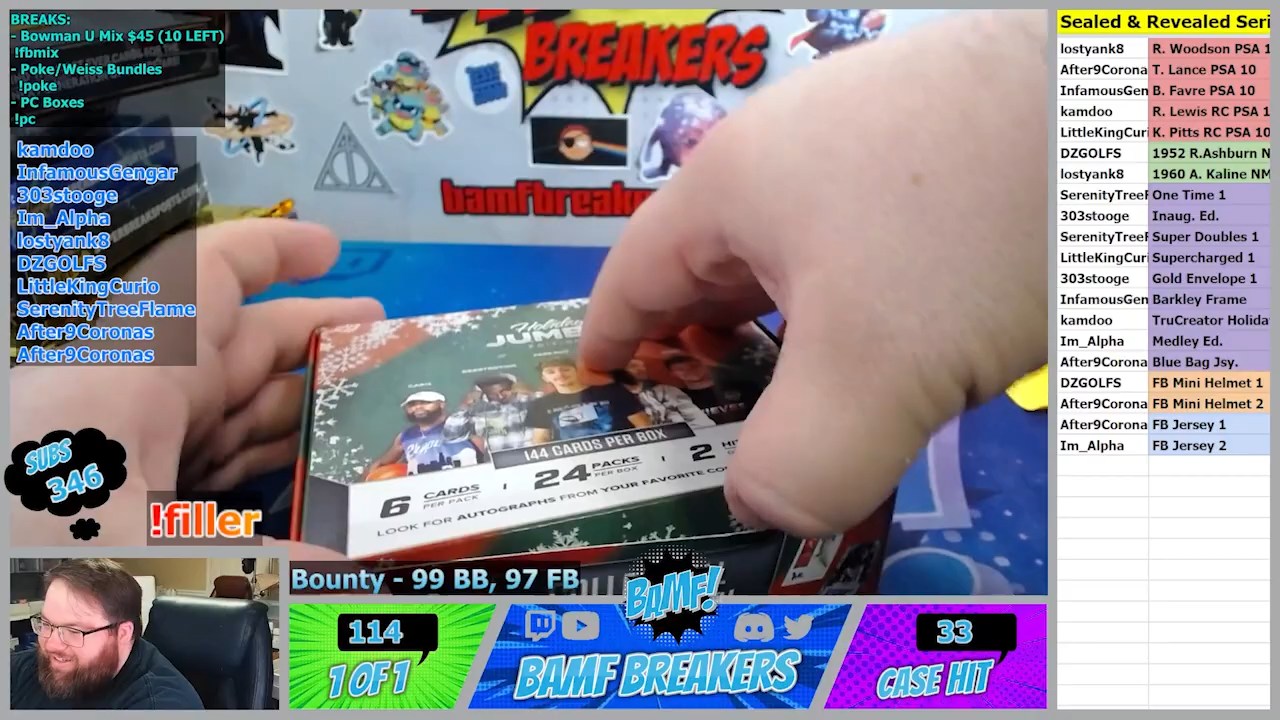 BREAKS:
- Bowman U Mix $45 (10 LEFT)
!fbmix
- Poke/Weiss Bundles
!poke
- PC Boxes
!pc
kamdoo
InfamousGengar
303stooge
Im_Alpha
lostyank8
DZGOLFS
LittleKingCurio
SerenityTreeFlame
After9Coronas
After9Coronas
SUBS
346
!filler
BREAKERS
bamfbreake
Holiday
JUMB
144 CARDS PER BOX
6 CARDS PER PACK | 24 PACKS PER BOX | 2
LOOK FOR AUTOGRAPHS FROM YOUR FAVORITE CO
Bounty - 99 BB, 97 FB
BAMF!
114
1 OF 1
BAMF BREAKERS
33
CASE HIT
Sealed & Revealed Seri
lostyank8 R. Woodson PSA 1
After9Corona T. Lance PSA 10
InfamousGen B. Favre PSA 10
kamdoo R. Lewis RC PSA 1
LittleKingCuri K. Pitts RC PSA 10
DZGOLFS 1952 R.Ashburn N
lostyank8 1960 A. Kaline NM
SerenityTreeF One Time 1
303stooge Inaug. Ed.
SerenityTreeF Super Doubles 1
LittleKingCuri Supercharged 1
303stooge Gold Envelope 1
InfamousGen Barkley Frame
kamdoo TruCreator Holida
Im_Alpha Medley Ed.
After9Corona Blue Bag Jsy.
DZGOLFS FB Mini Helmet 1
After9Corona FB Mini Helmet 2
After9Corona FB Jersey 1
Im_Alpha FB Jersey 2